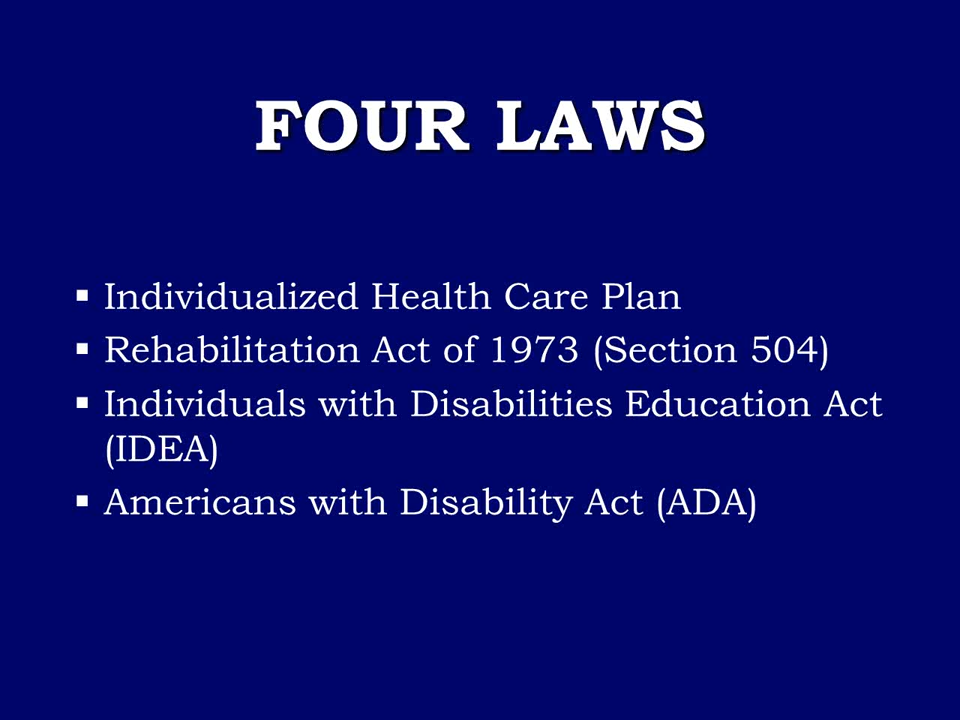 FOUR LAWS
▪ Individualized Health Care Plan
▪ Rehabilitation Act of 1973 (Section 504)
▪ Individuals with Disabilities Education Act
(IDEA)
▪ Americans with Disability Act (ADA)